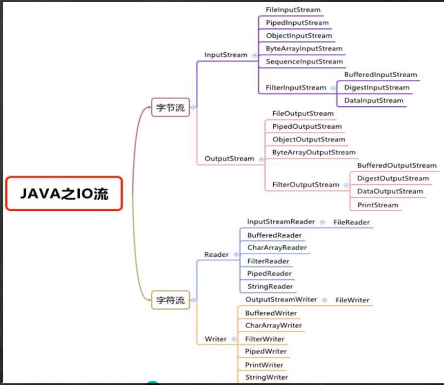 JAVA之IO流
字节流
InputStream
FileInputStream
PipedInputStream
ObjectInputStream
ByteArrayInputStream
SequenceInputStream
FilterInputStream
BufferedInputStream
DigestInputStream
DataInputStream
OutputStream
FileOutputStream
PipedOutputStream
ObjectOutputStream
ByteArrayOutputStream
FilterOutputStream
BufferedOutputStream
DigestOutputStream
DataOutputStream
PrintStream
字符流
Reader
InputStreamReader
FileReader
BufferedReader
CharArrayReader
FilterReader
PipedReader
StringReader
Writer
OutputStreamWriter
FileWriter
BufferedWriter
CharArrayWriter
FilterWriter
PipedWriter
PrintWriter
StringWriter